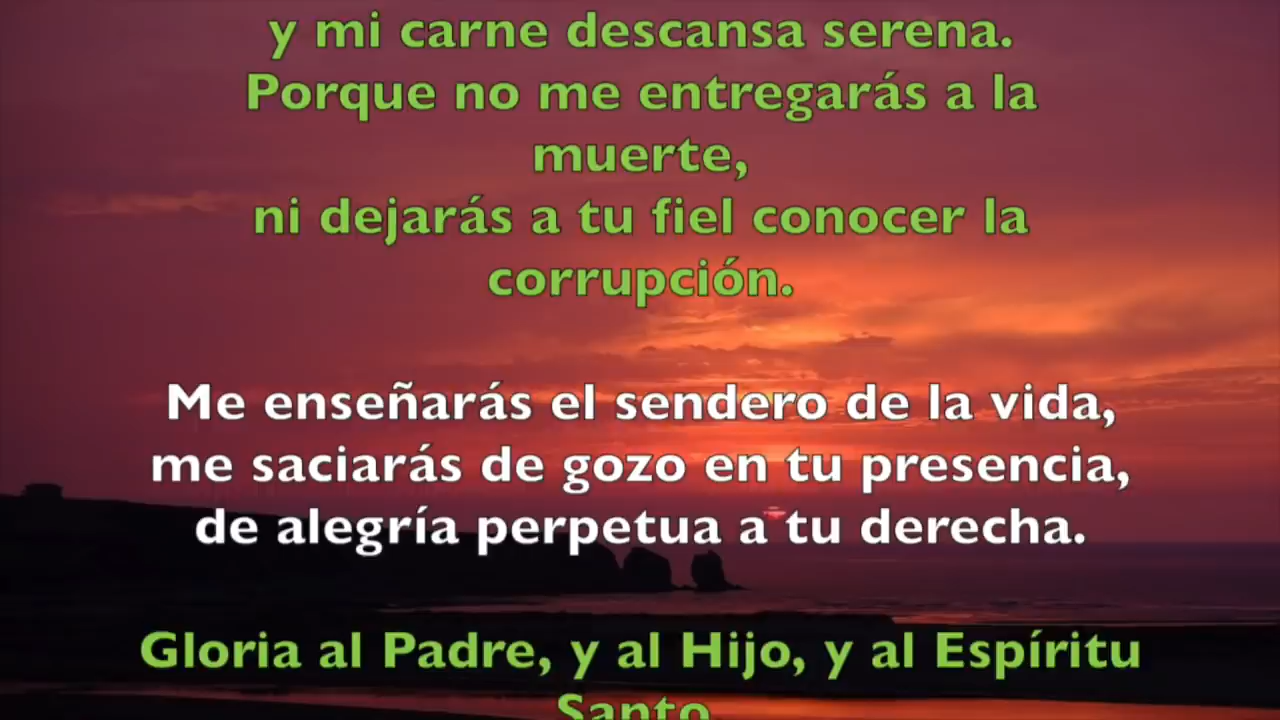 y mi carne descansa serena.
Porque no me entregarás a la
muerte,
ni dejarás a tu fiel conocer la
corrupción.
Me enseñarás el sendero de la vida,
me saciarás de gozo en tu presencia,
de alegría perpetua a tu derecha.
Gloria al Padre, y al Hijo, y al Espíritu
Santo.